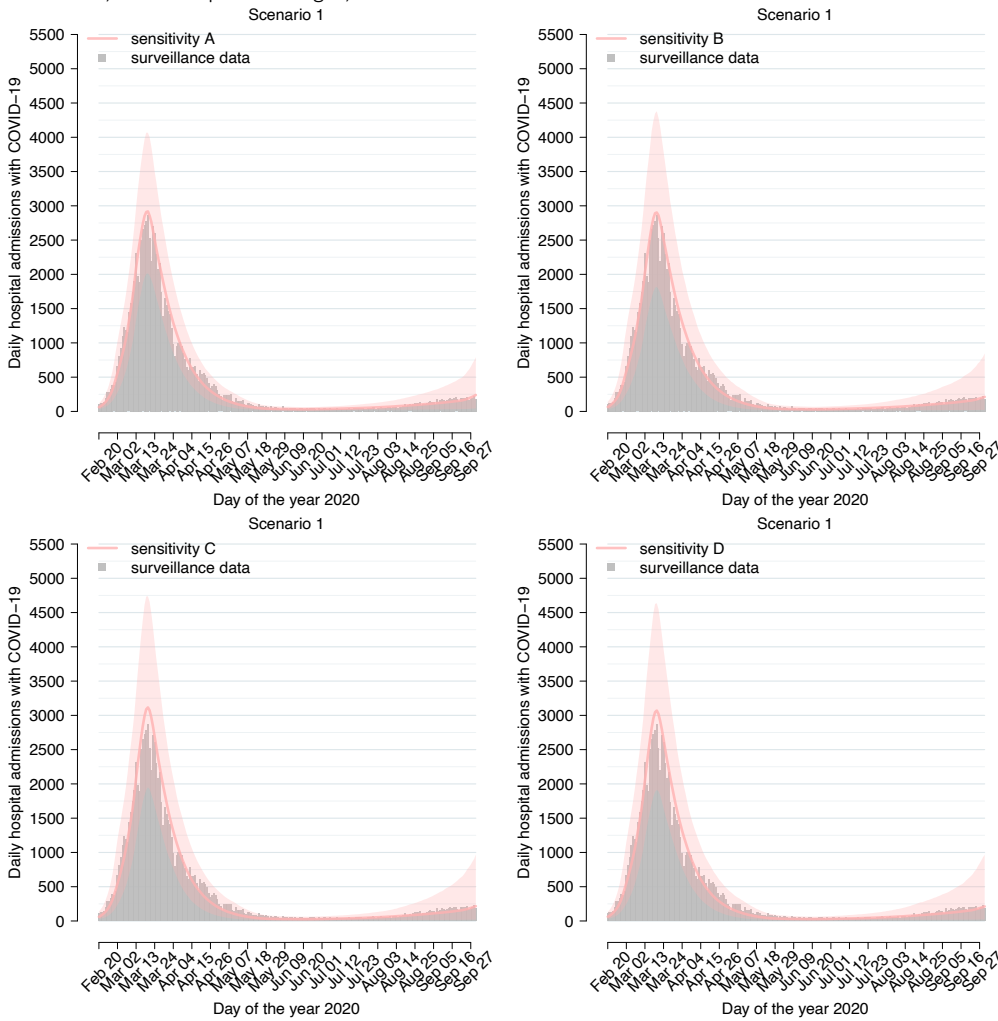 Scenario 1
sensitivity A
surveillance data
Daily hospital admissions with COVID−19
5500
5000
4500
4000
3500
3000
2500
2000
1500
1000
500
0
Feb 20
Mar 02
Mar 13
Mar 24
Apr 04
Apr 15
Apr 26
May 07
May 18
May 29
Jun 09
Jun 20
Jul 01
Jul 12
Jul 23
Aug 03
Aug 14
Aug 25
Sep 05
Sep 16
Sep 27
Day of the year 2020
Scenario 1
sensitivity B
surveillance data
Daily hospital admissions with COVID−19
5500
5000
4500
4000
3500
3000
2500
2000
1500
1000
500
0
Feb 20
Mar 02
Mar 13
Mar 24
Apr 04
Apr 15
Apr 26
May 07
May 18
May 29
Jun 09
Jun 20
Jul 01
Jul 12
Jul 23
Aug 03
Aug 14
Aug 25
Sep 05
Sep 16
Sep 27
Day of the year 2020
Scenario 1
sensitivity C
surveillance data
Daily hospital admissions with COVID−19
5500
5000
4500
4000
3500
3000
2500
2000
1500
1000
500
0
Feb 20
Mar 02
Mar 13
Mar 24
Apr 04
Apr 15
Apr 26
May 07
May 18
May 29
Jun 09
Jun 20
Jul 01
Jul 12
Jul 23
Aug 03
Aug 14
Aug 25
Sep 05
Sep 16
Sep 27
Day of the year 2020
Scenario 1
sensitivity D
surveillance data
Daily hospital admissions with COVID−19
5500
5000
4500
4000
3500
3000
2500
2000
1500
1000
500
0
Feb 20
Mar 02
Mar 13
Mar 24
Apr 04
Apr 15
Apr 26
May 07
May 18
May 29
Jun 09
Jun 20
Jul 01
Jul 12
Jul 23
Aug 03
Aug 14
Aug 25
Sep 05
Sep 16
Sep 27
Day of the year 2020